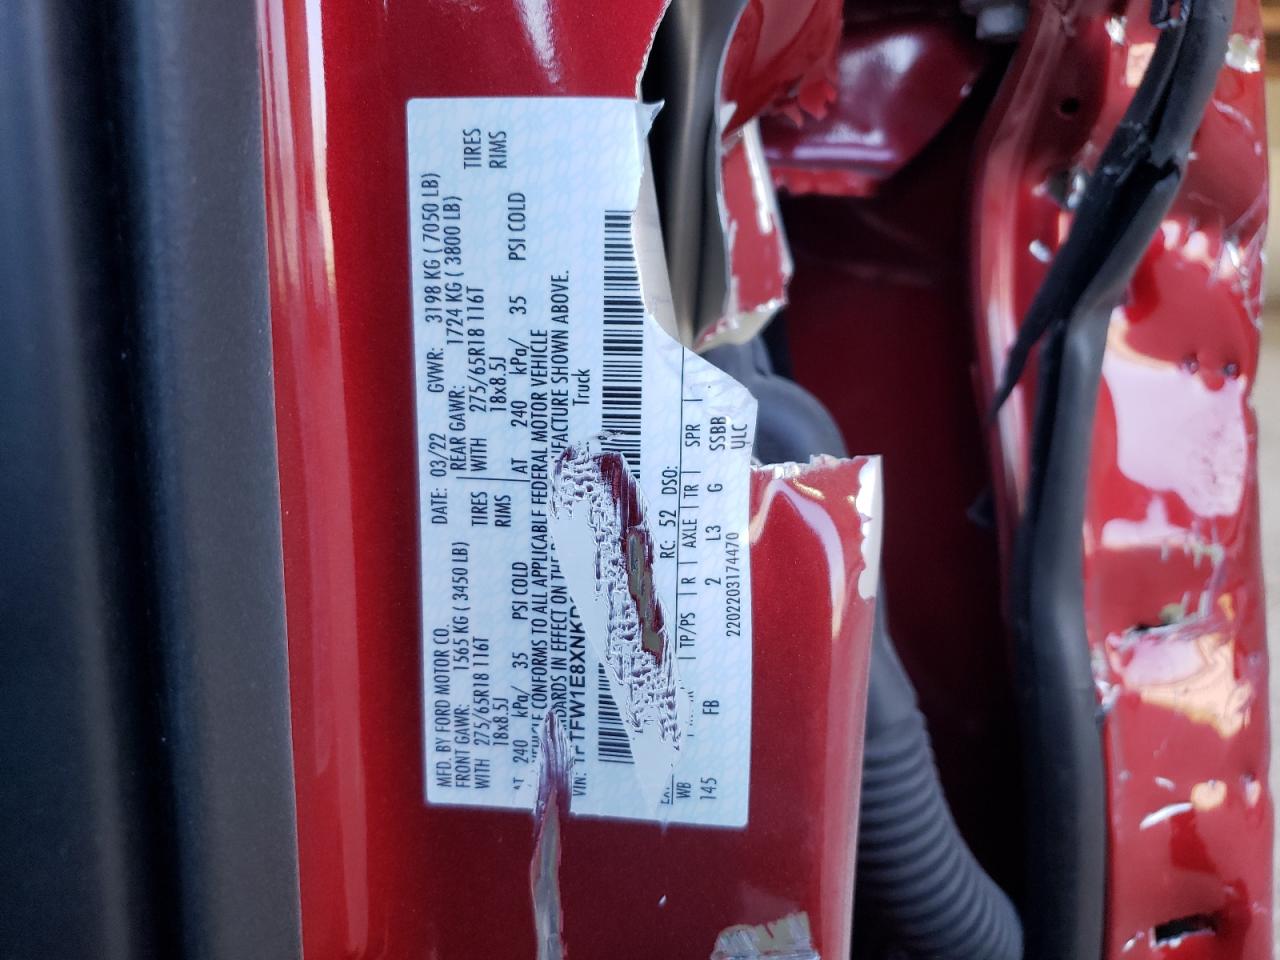 MFD. BY FORD MOTOR CO. DATE: 03/22 GVWR: 3198 KG ( 7050 LB)
FRONT GAWR: 1565 KG ( 3450 LB) REAR GAWR: 1724 KG ( 3800 LB)
WITH 275/65R18 116T TIRES WITH 275/65R18 116T TIRES
18x8.5J RIMS 18x8.5J RIMS
AT 240 kPa/ 35 PSI COLD AT 240 kPa/ 35 PSI COLD
CONFORMS TO ALL APPLICABLE FEDERAL MOTOR VEHICLE
IN EFFECT ON THE SHOWN ABOVE.
VIN: TFW1E8XNK Truck
RC: 52 DSO:
WB TP/PS R AXLE TR SPR
145 FB 2 L3 G SSBB
2202203174470 ULC